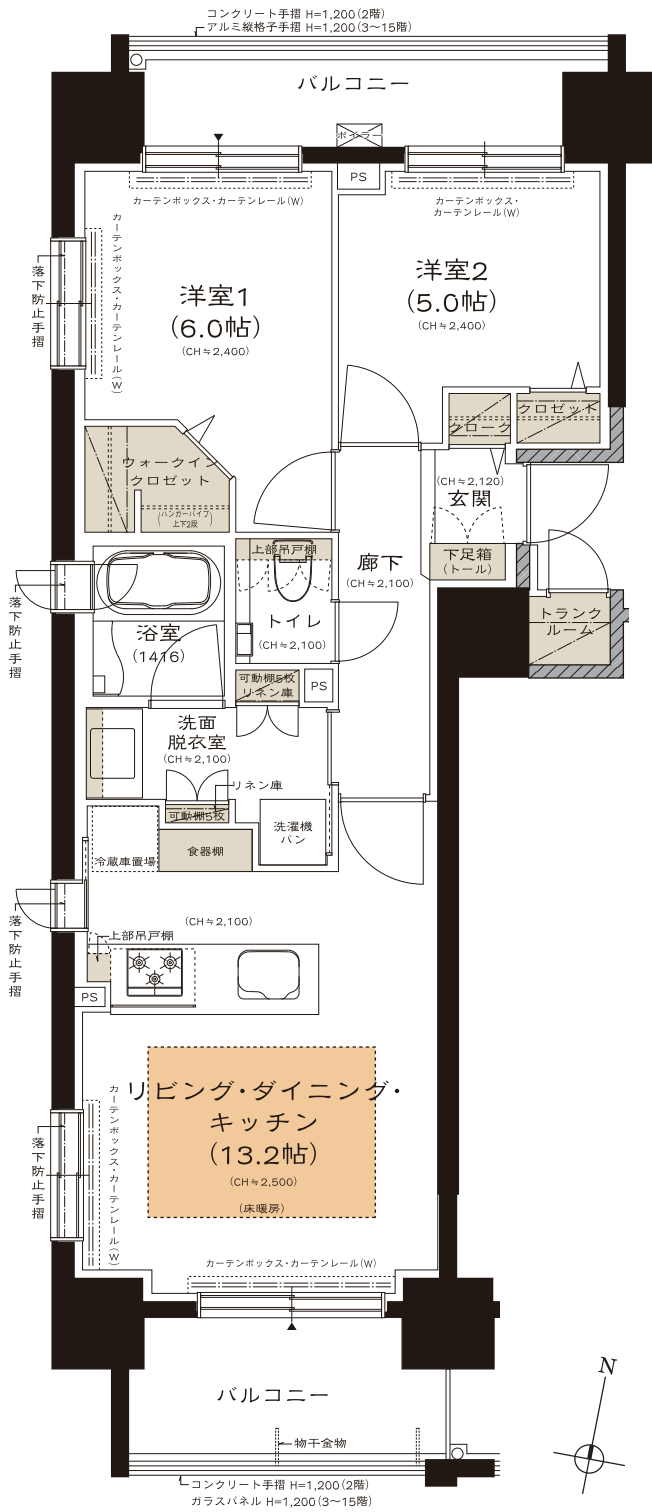 コンクリート手摺 H=1,200(2階)
アルミ縦格子手摺 H=1,200(3〜15階)
バルコニー
ボイラー
PS
カーテンボックス・カーテンレール(W)
カーテンボックス・
カーテンレール(W)
カーテンボックス・カーテンレール(W)
落下防止手摺
洋室1
(6.0帖)
(CH≒2,400)
洋室2
(5.0帖)
(CH≒2,400)
クローク
クロゼット
ウォークイン
クロゼット
(ハンガーパイプ)
上下2段
(CH≒2,120)
玄関
下足箱
(トール)
上部吊戸棚
トイレ
(CH≒2,100)
廊下
(CH≒2,100)
トランク
ルーム
落下防止手摺
浴室
(1416)
可動棚5枚
リネン庫
PS
洗面
脱衣室
(CH≒2,100)
リネン庫
可動棚5枚
洗濯機
パン
冷蔵庫置場
食器棚
落下防止手摺
(CH≒2,100)
上部吊戸棚
PS
カーテンボックス・カーテンレール(W)
落下防止手摺
リビング・ダイニング・
キッチン
(13.2帖)
(CH≒2,500)
(床暖房)
カーテンボックス・カーテンレール(W)
バルコニー
物干金物
N
コンクリート手摺 H=1,200(2階)
ガラスパネル H=1,200(3〜15階)